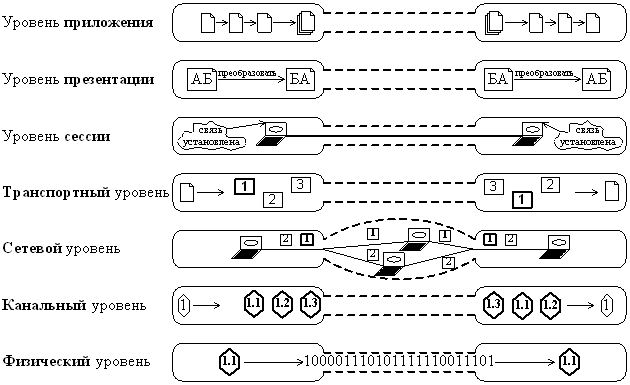 Уровень приложения
Уровень презентации
АБ преобразовать БА
БА преобразовать АБ
Уровень сессии
связь
установлена
связь
установлена
Транспортный уровень
1 2 3
3 1 2
Сетевой уровень
2 1
1 1
2 2
1 2
Канальный уровень
1 1.1 1.2 1.3
1.3 1.1 1.2 1
Физический уровень
1.1 1000011101011111110011101 1.1